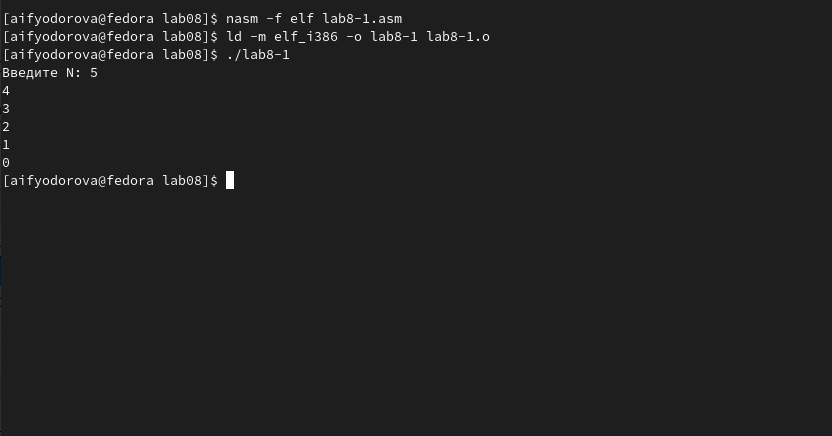 [aifyodorova@fedora lab08]$ nasm -f elf lab8-1.asm
[aifyodorova@fedora lab08]$ ld -m elf_i386 -o lab8-1 lab8-1.o
[aifyodorova@fedora lab08]$ ./lab8-1
Введите N: 5
4
3
2
1
0
[aifyodorova@fedora lab08]$